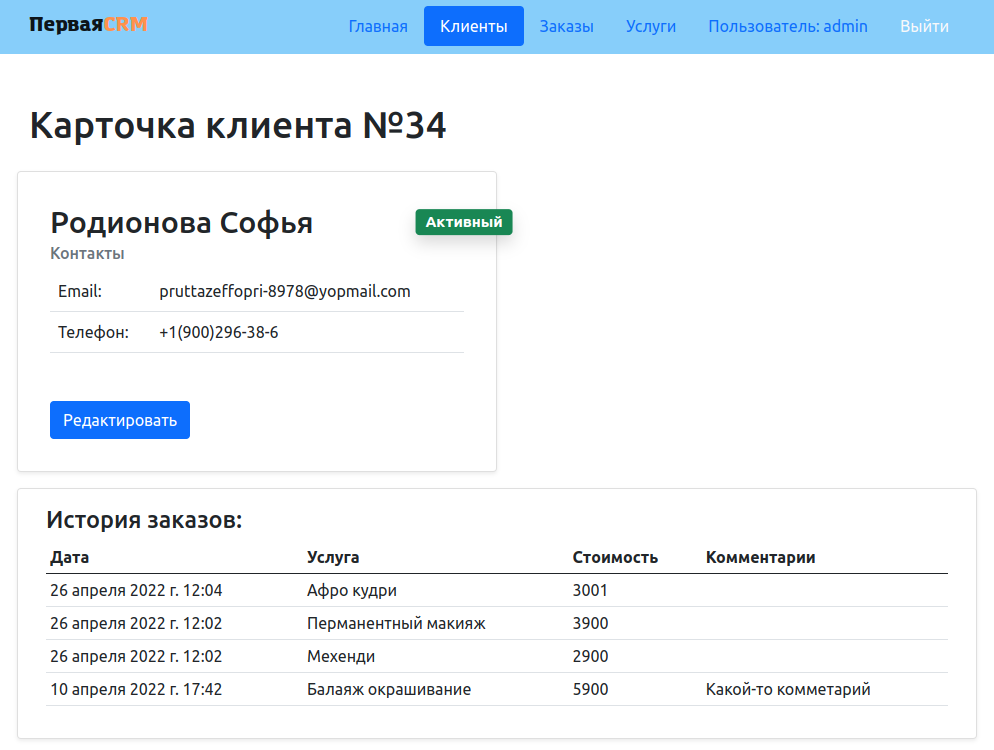 ПерваяCRM Главная Клиенты Заказы Услуги Пользователь: admin Выйти
Карточка клиента №34
Родионова Софья Активный
Контакты
Email: pruttazeffopri-8978@yopmail.com
Телефон: +1(900)296-38-6
Редактировать
История заказов:
Дата Услуга Стоимость Комментарии
26 апреля 2022 г. 12:04 Афро кудри 3001
26 апреля 2022 г. 12:02 Перманентный макияж 3900
26 апреля 2022 г. 12:02 Мехенди 2900
10 апреля 2022 г. 17:42 Балаяж окрашивание 5900 Какой-то комметарий